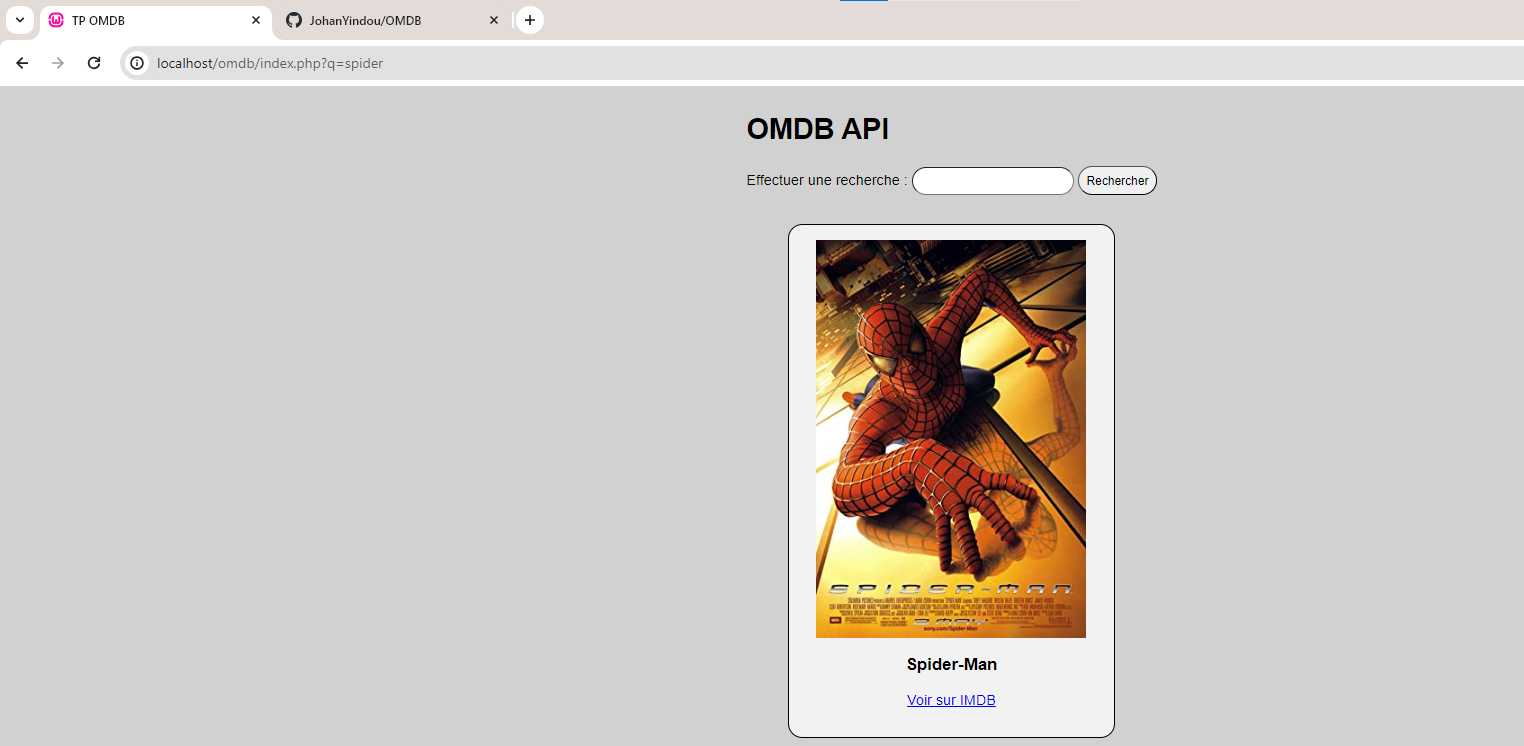 TP OMDB
JohanYindou/OMDB
localhost/omdb/index.php?q=spider
OMDB API
Effectuer une recherche :
Rechercher
SPIDER-MAN
sony.com/Spider-Man
Spider-Man
Voir sur IMDB